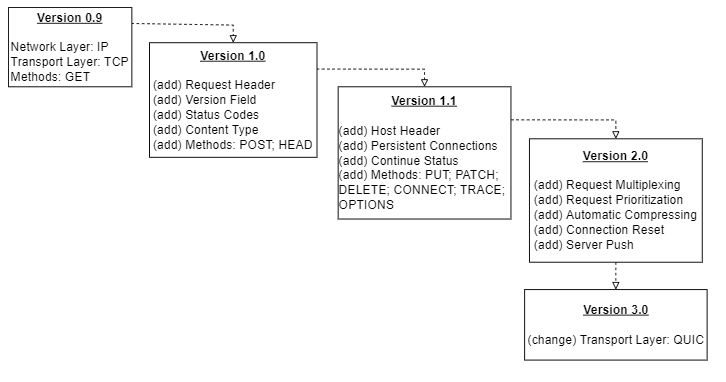 Version 0.9
Network Layer: IP
Transport Layer: TCP
Methods: GET
Version 1.0
(add) Request Header
(add) Version Field
(add) Status Codes
(add) Content Type
(add) Methods: POST; HEAD
Version 1.1
(add) Host Header
(add) Persistent Connections
(add) Continue Status
(add) Methods: PUT; PATCH;
DELETE; CONNECT; TRACE;
OPTIONS
Version 2.0
(add) Request Multiplexing
(add) Request Prioritization
(add) Automatic Compressing
(add) Connection Reset
(add) Server Push
Version 3.0
(change) Transport Layer: QUIC